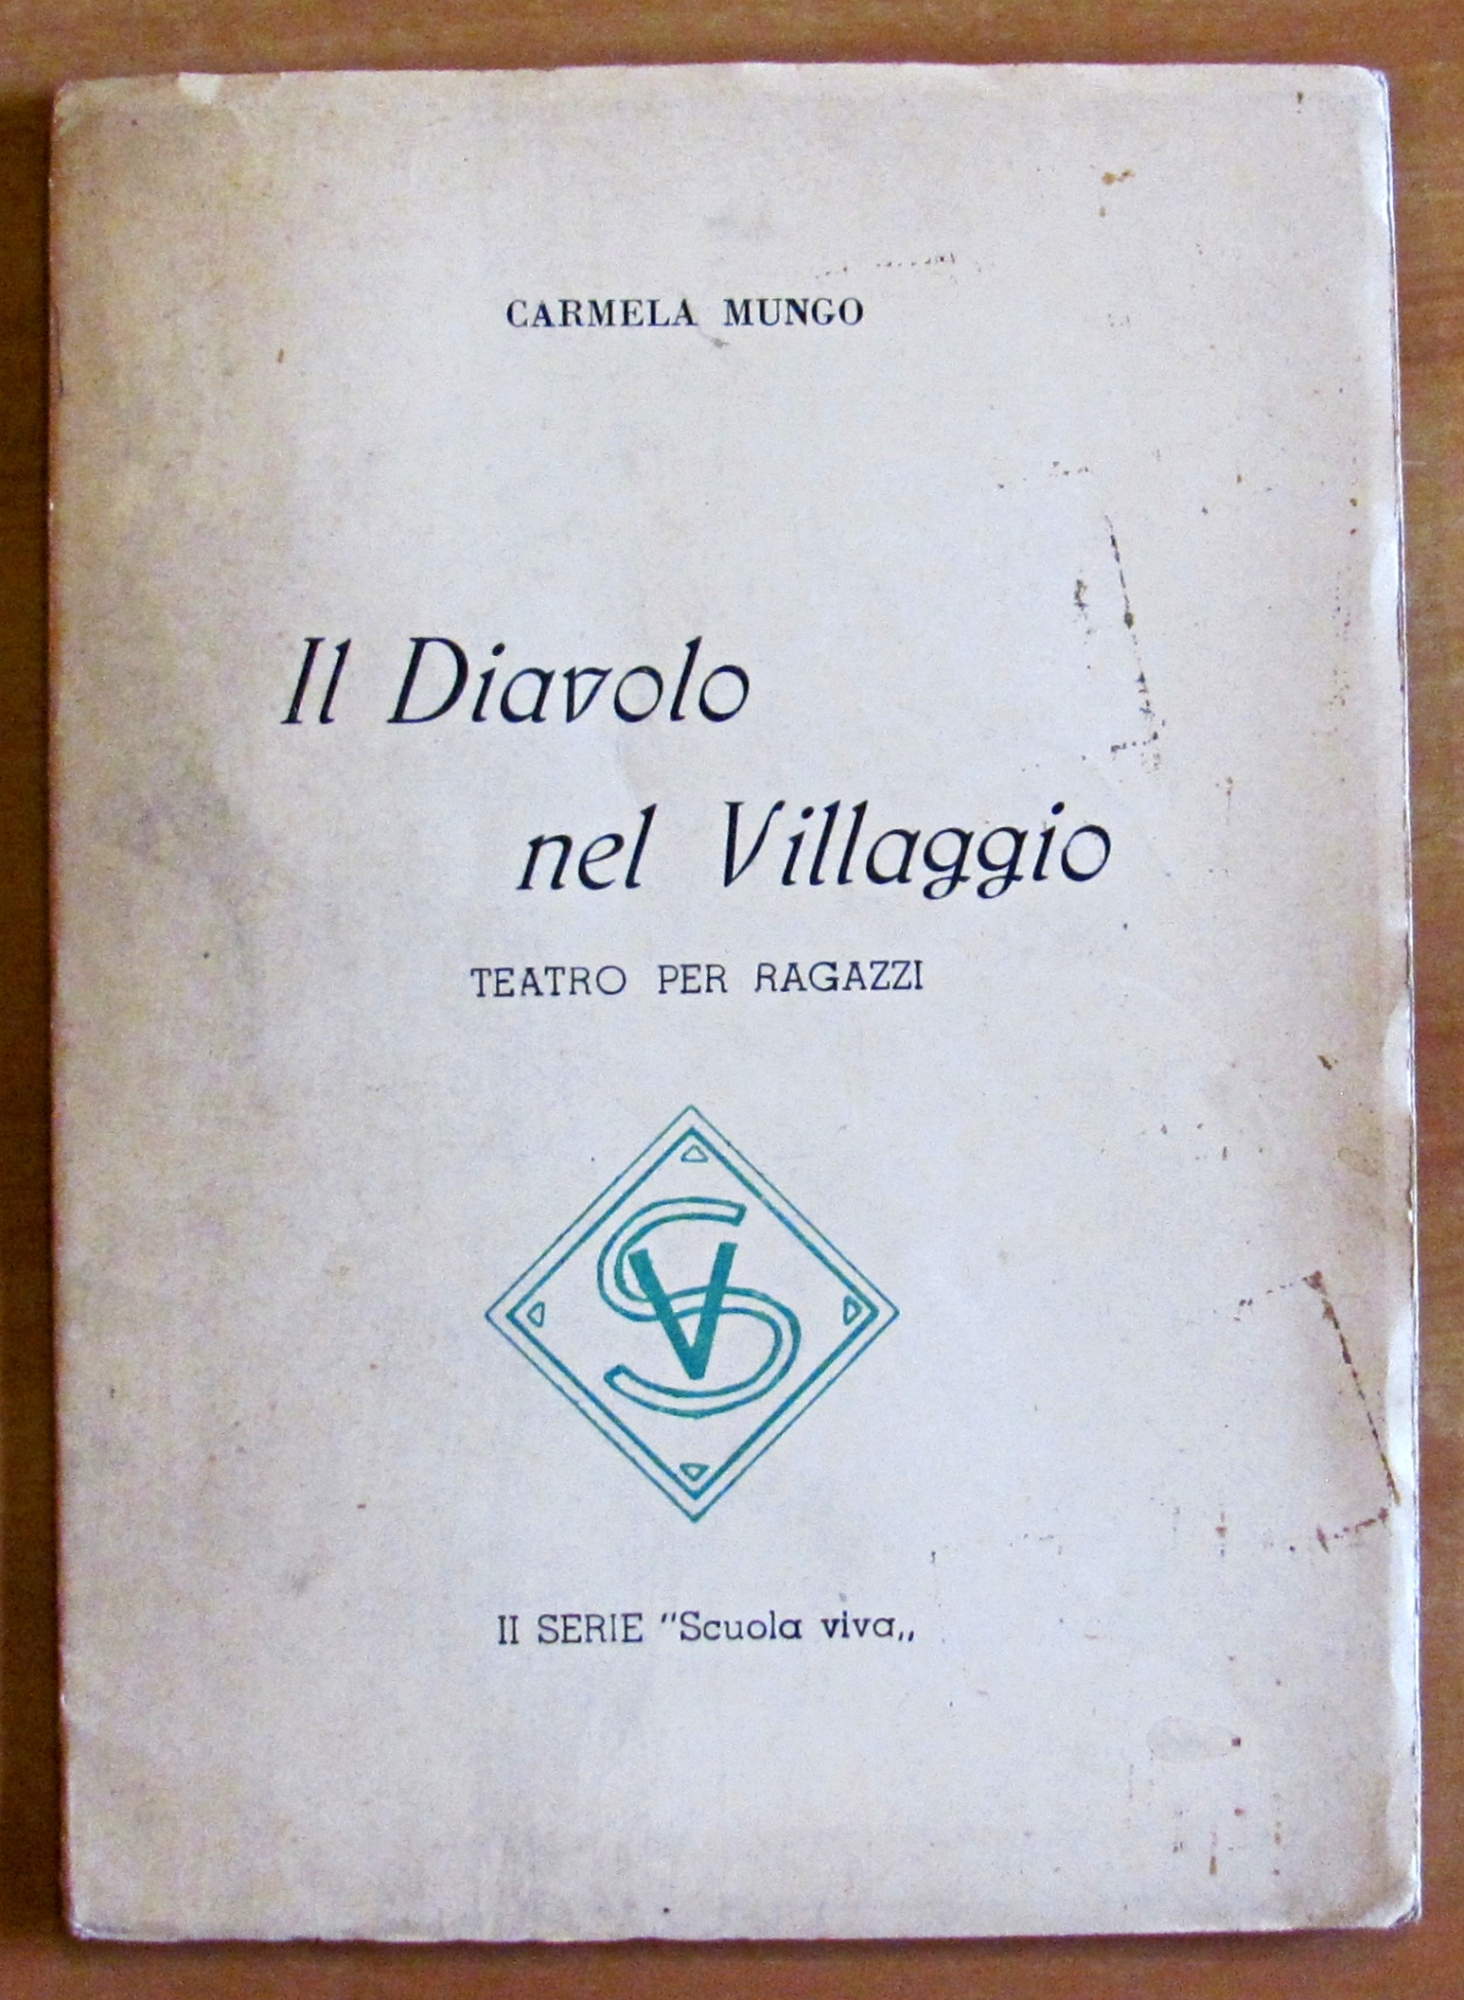 CARMELA MUNGO
Il Diavolo
nel Villaggio
TEATRO PER RAGAZZI
SV
II SERIE "Scuola viva„